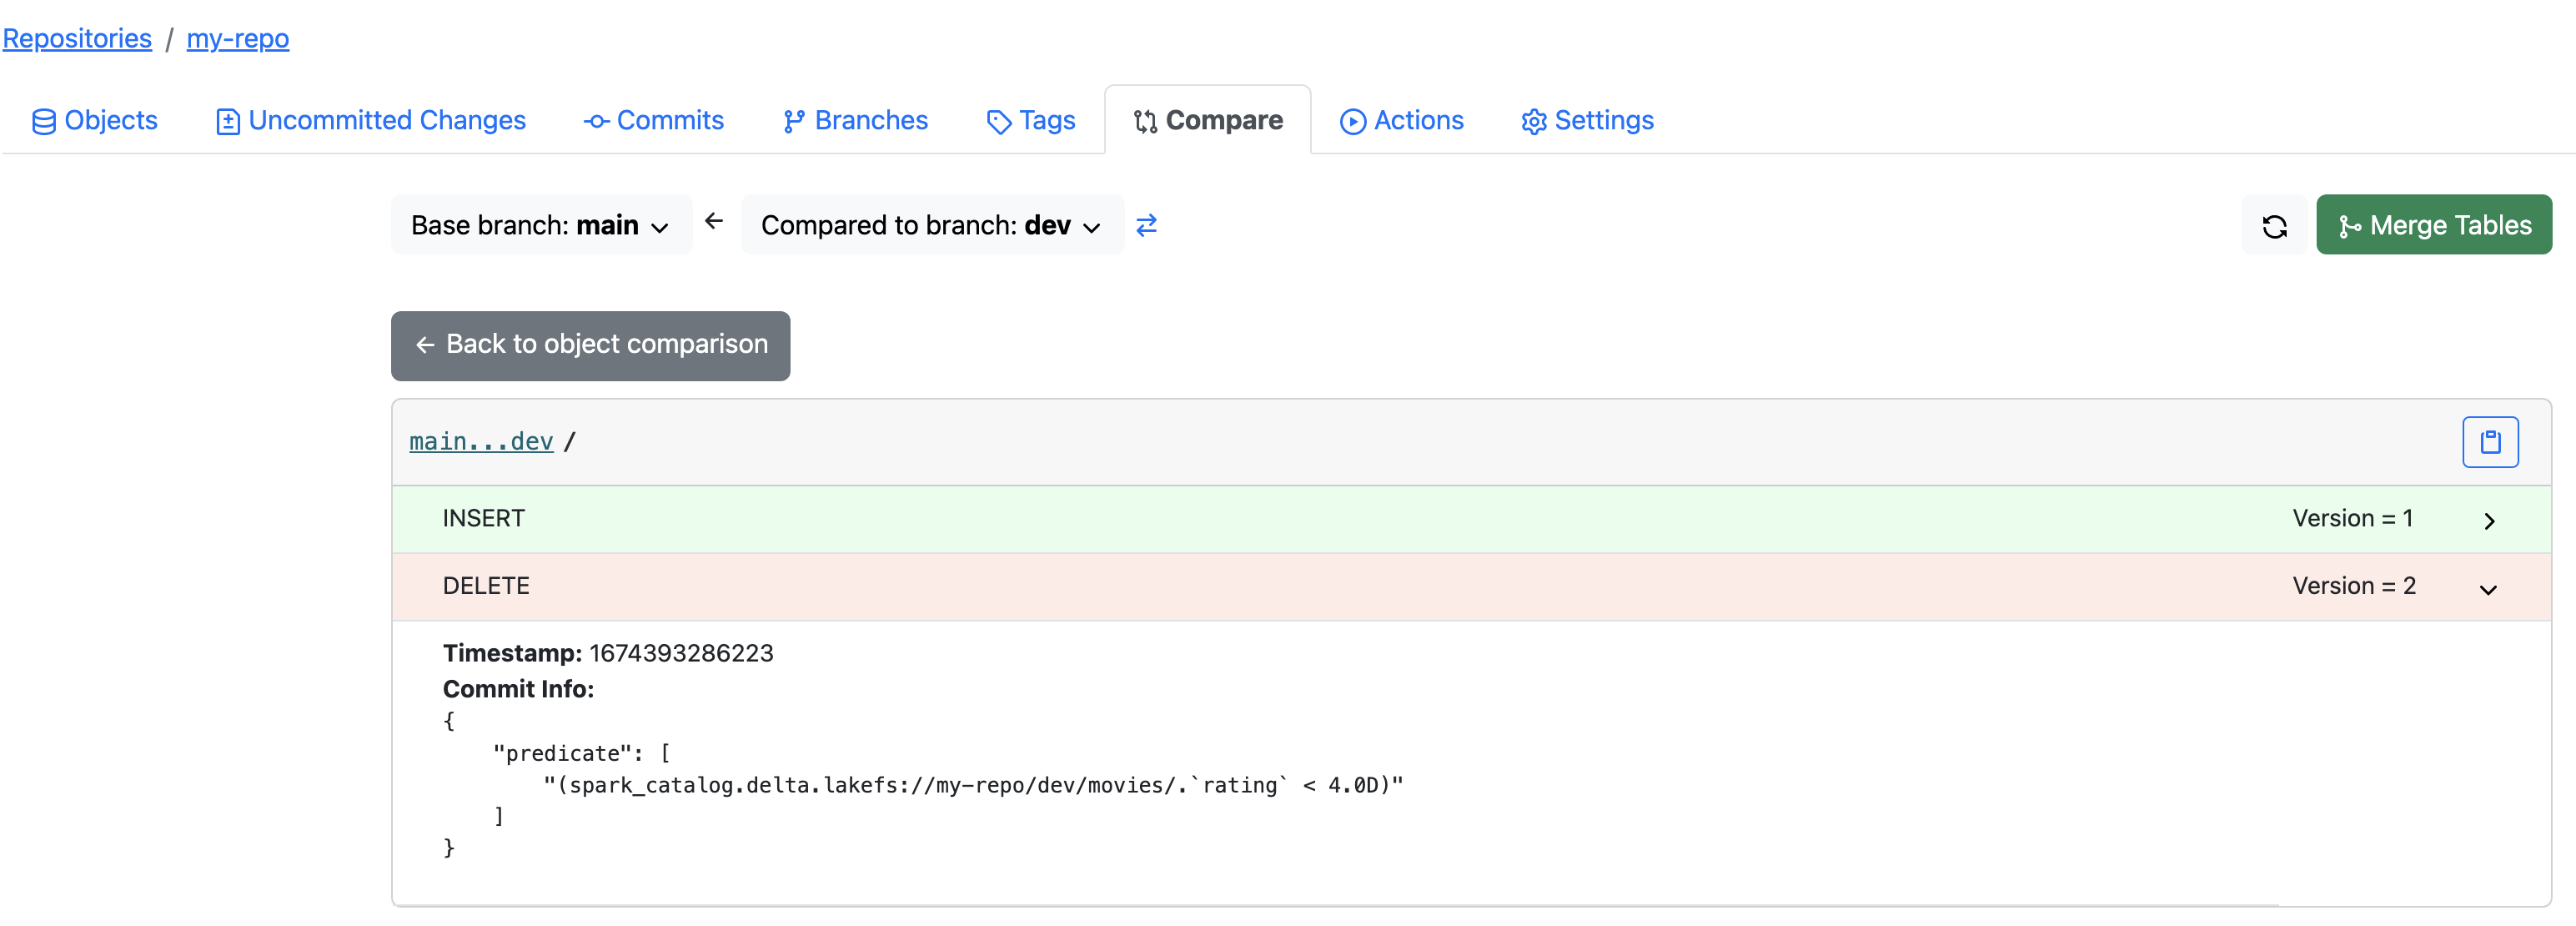 Repositories / my-repo
Objects Uncommitted Changes Commits Branches Tags Compare Actions Settings
Base branch: main Compared to branch: dev Merge Tables
Back to object comparison
main...dev /
INSERT Version = 1
DELETE Version = 2
Timestamp: 1674393286223
Commit Info:
{
"predicate": [
"(spark_catalog.delta.lakefs://my-repo/dev/movies/.`rating` < 4.0D)"
]
}